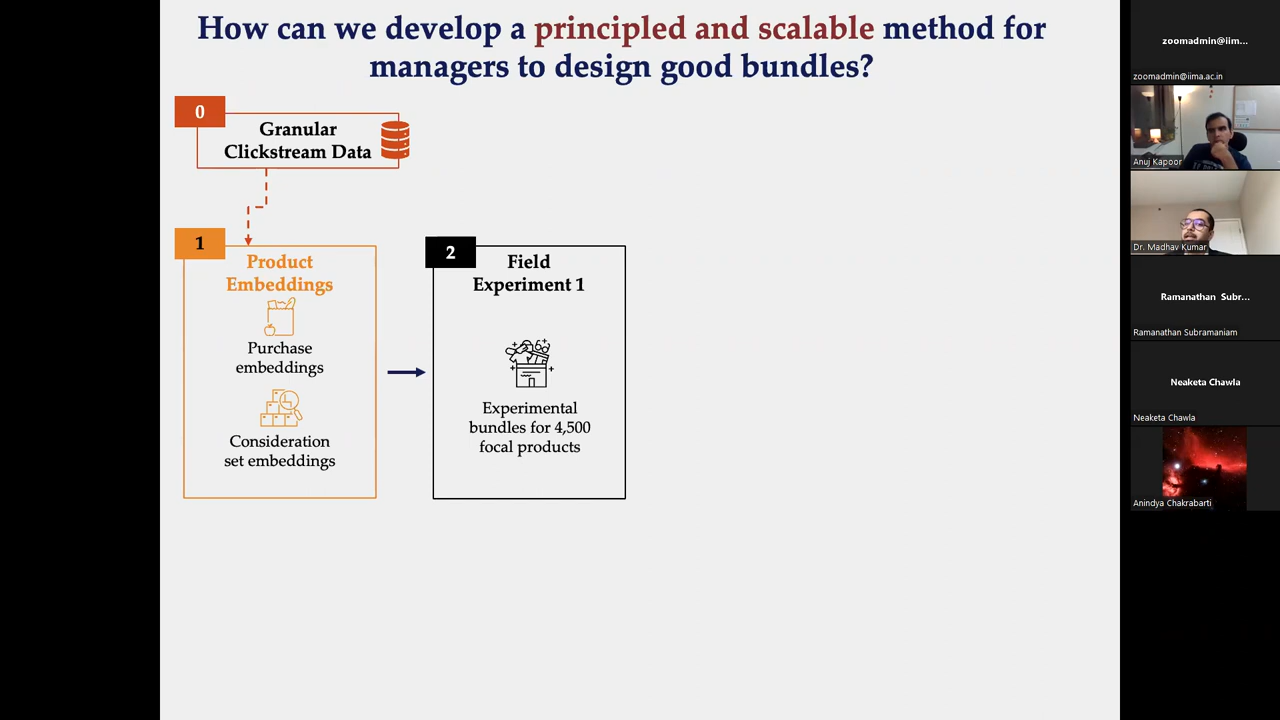 How can we develop a principled and scalable method for
managers to design good bundles?
0
Granular
Clickstream Data
1
Product
Embeddings
Purchase
embeddings
Consideration
set embeddings
2
Field
Experiment 1
Experimental
bundles for 4,500
focal products
zoomadmin@iim...
zoomadmin@iima.ac.in
Anuj Kapoor
Dr. Madhav Kumar
Ramanathan Subr...
Ramanathan Subramaniam
Neaketa Chawla
Neaketa Chawla
Anindya Chakrabarti